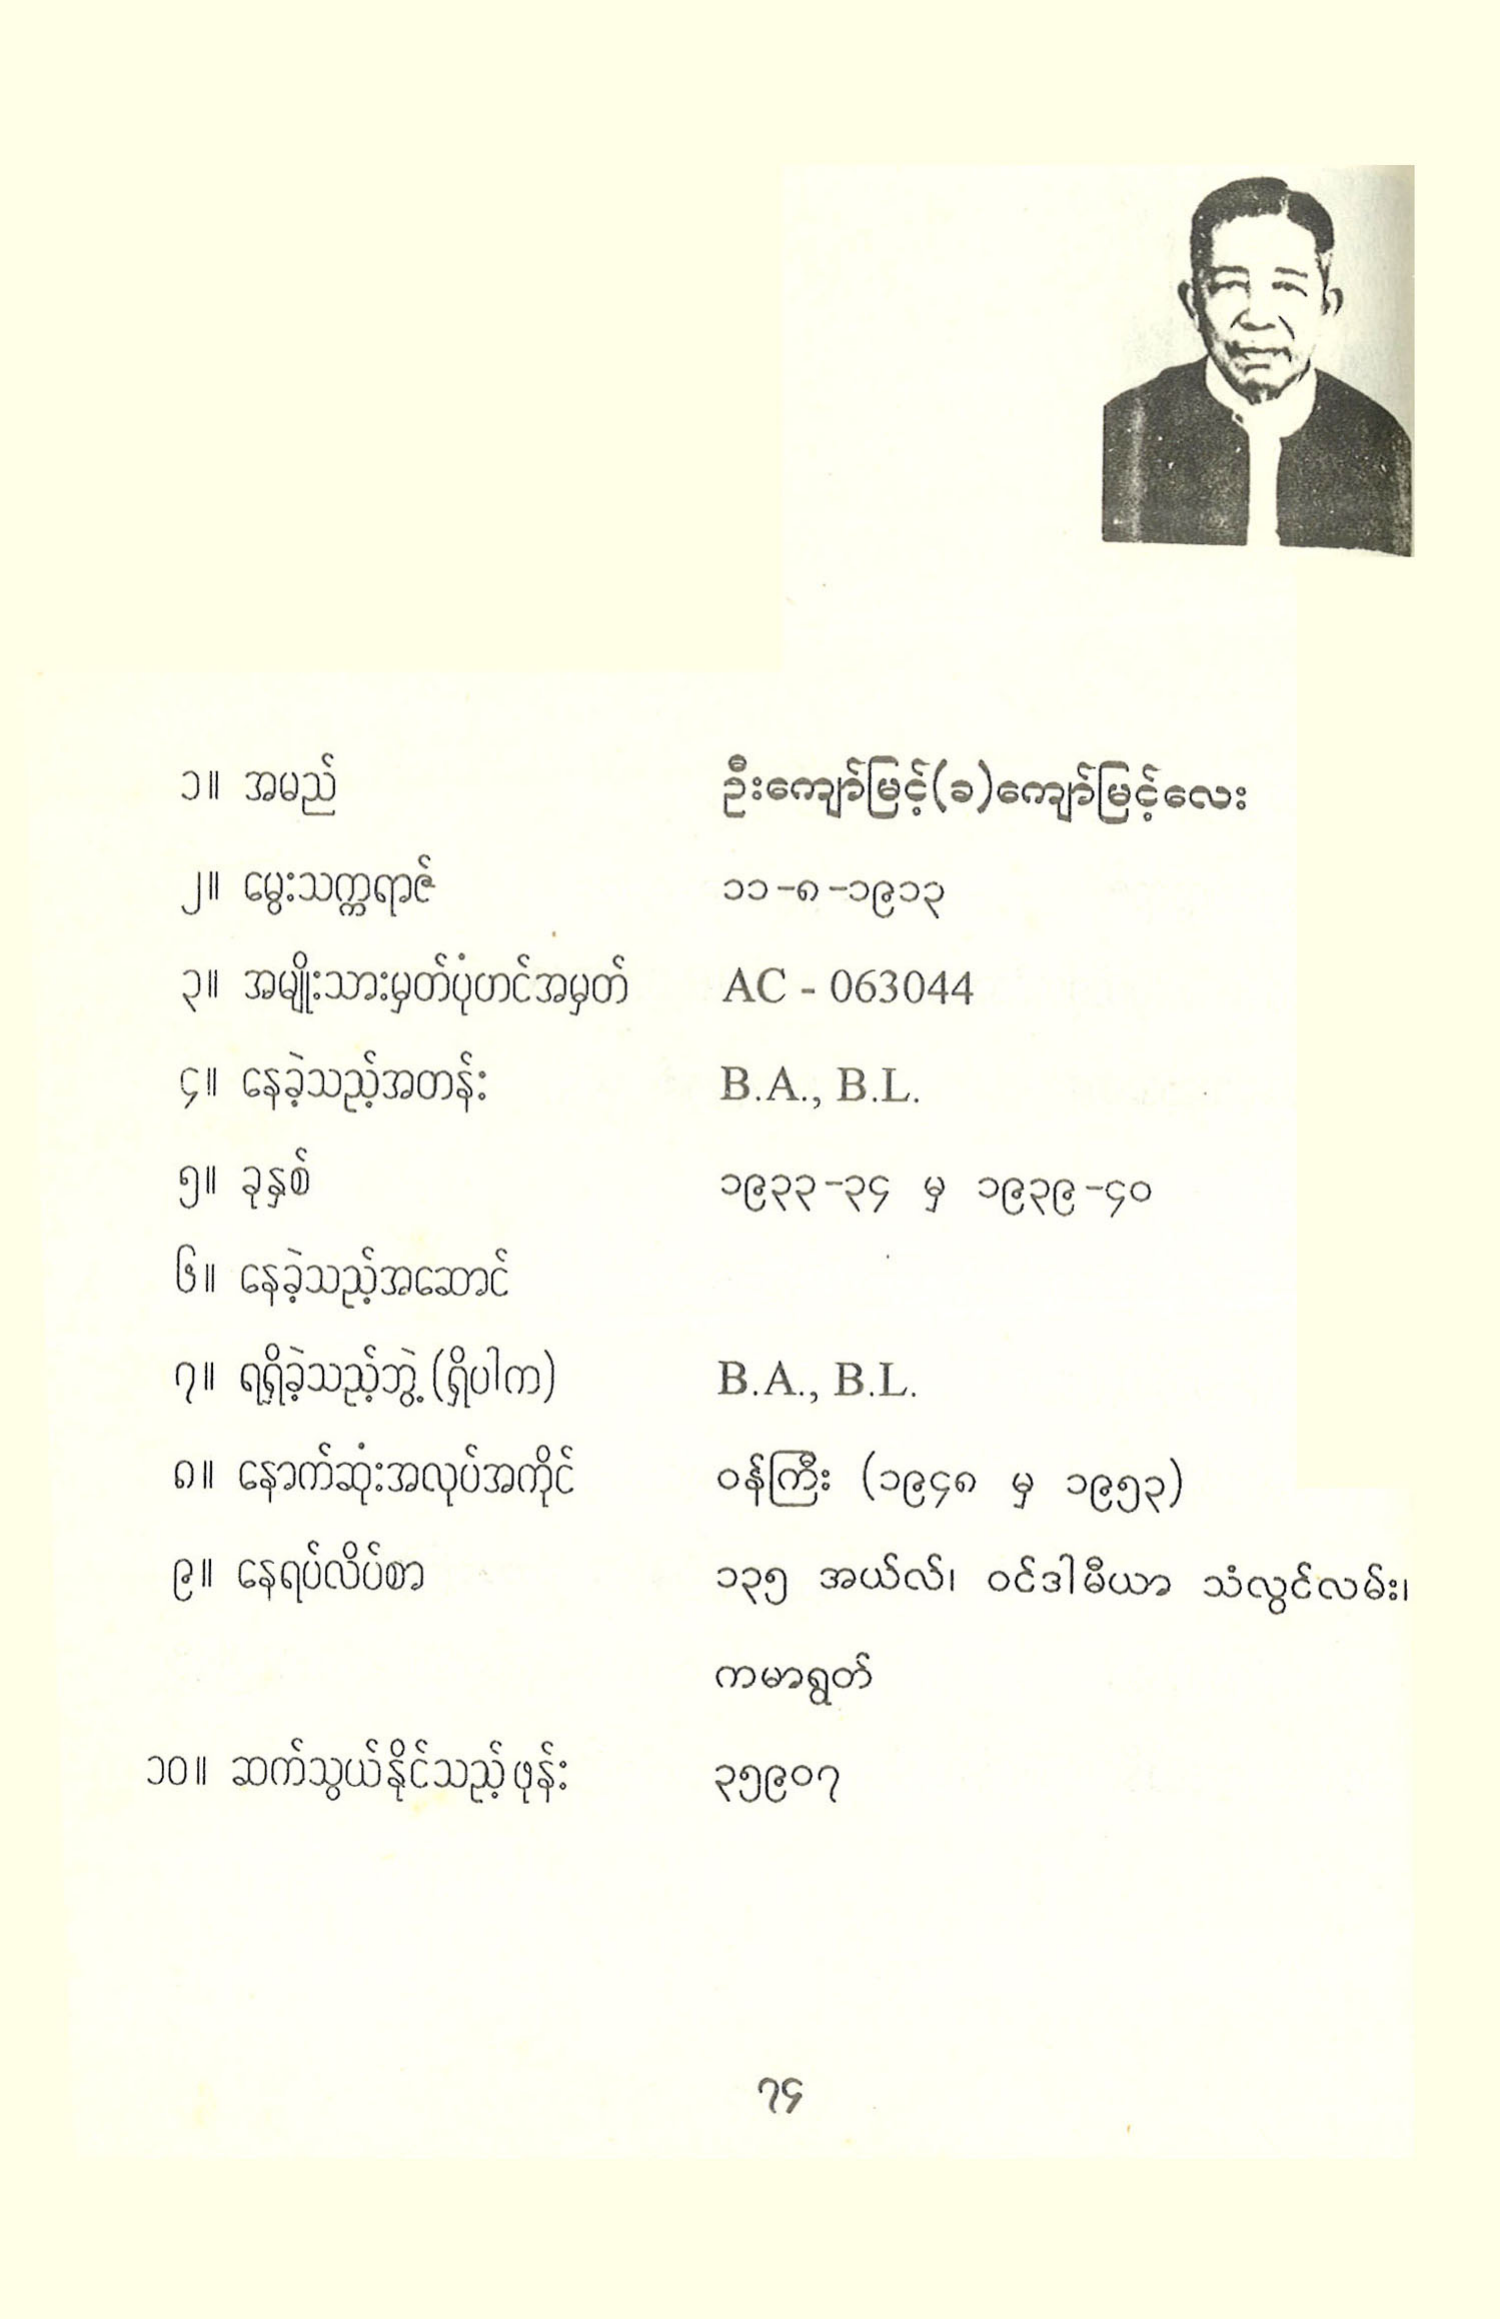 ၁။ အမည် ဦးကျော်မြင့်(ခ)ကျော်မြင့်လေး
၂။ မွေးသက္ကရာဇ် ၁၁-၈-၁၉၁၃
၃။ အမျိုးသားမှတ်ပုံတင်အမှတ် AC - 063044
၄။ နေခဲ့သည့်အတန်း B.A., B.L.
၅။ ခုနှစ် ၁၉၃၃-၃၄ မှ ၁၉၃၉-၄၀
၆။ နေခဲ့သည့်အဆောင်
၇။ ရရှိခဲ့သည့်ဘွဲ့(ရှိပါက) B.A., B.L.
၈။ နောက်ဆုံးအလုပ်အကိုင် ဝန်ကြီး (၁၉၄၈ မှ ၁၉၅၃)
၉။ နေရပ်လိပ်စာ ၁၃၅ အယ်လ်၊ ဝင်ဒါမီယာ သံလွင်လမ်း၊
ကမာရွတ်
၁၀။ ဆက်သွယ်နိုင်သည့်ဖုန်း ၃၅၉၀၇
၇၄